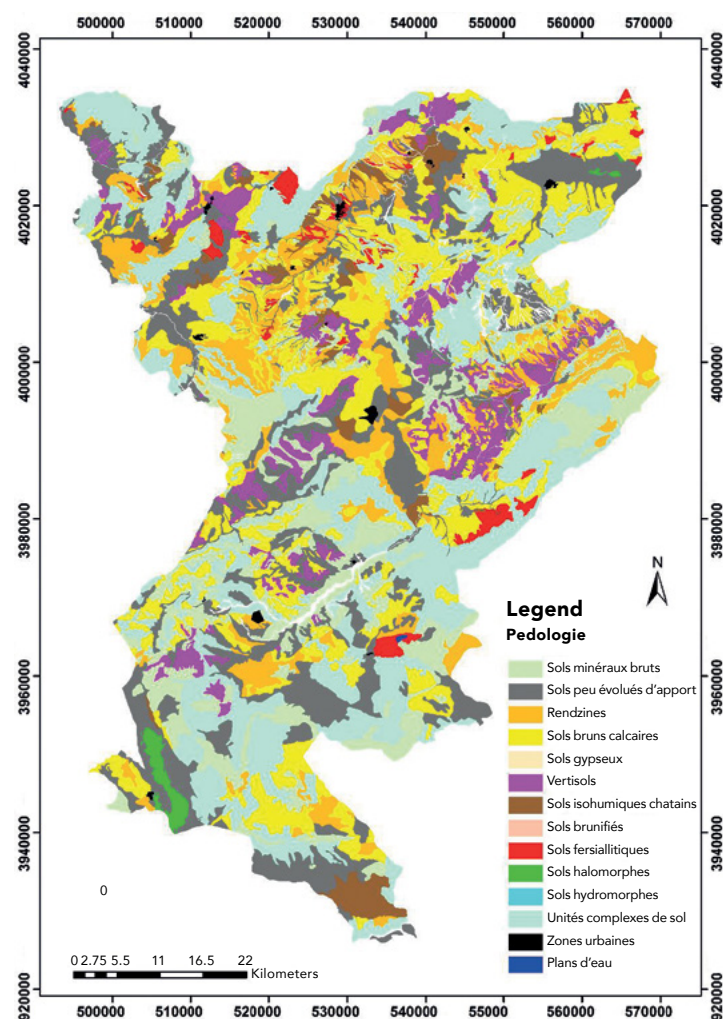 500000 510000 520000 530000 540000 550000 560000 570000
4040000 4040000
4020000 4020000
4000000 4000000
3980000 3980000
3960000 3960000
3940000 3940000
920000 920000
N
Legend
Pedologie
Sols minéraux bruts
Sols peu évolués d'apport
Rendzines
Sols bruns calcaires
Sols gypseux
Vertisols
Sols isohumiques chatains
Sols brunifiés
Sols fersiallitiques
Sols halomorphes
Sols hydromorphes
Unités complexes de sol
Zones urbaines
Plans d'eau
0
0 2.75 5.5 11 16.5 22
Kilometers
500000 510000 520000 530000 540000 550000 560000 570000